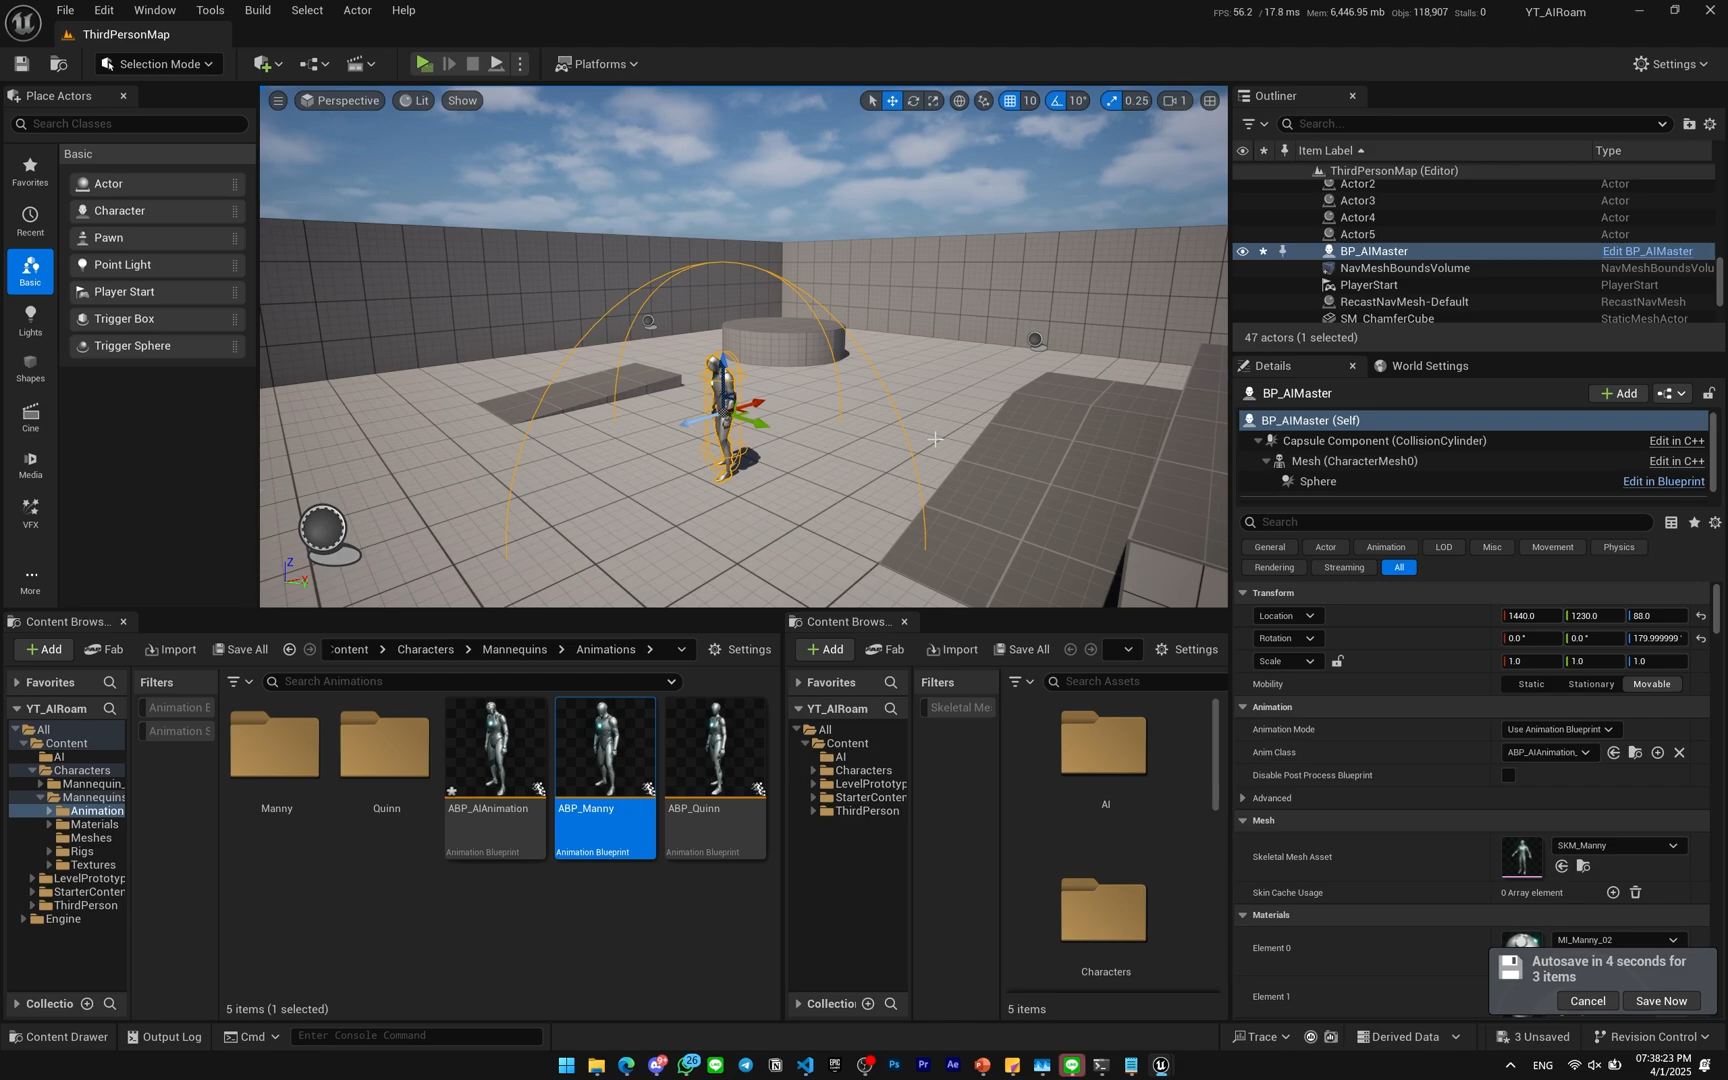 File Edit Window Tools Build Select Actor Help
FPS: 56.2 / 17.8 ms Mem: 6,446.95 mb Objs: 118,907 Stalls: 0
YT_AIRoam
ThirdPersonMap
Selection Mode
Platforms
Settings
Place Actors
Search Classes
Basic
Favorites
Recent
Basic
Lights
Shapes
Cine
Media
VFX
More
Actor
Character
Pawn
Point Light
Player Start
Trigger Box
Trigger Sphere
Perspective Lit Show
10 10° 0.25 1
Z
Outliner
Search...
Item Label Type
ThirdPersonMap (Editor)
Actor2 Actor
Actor3 Actor
Actor4 Actor
Actor5 Actor
BP_AIMaster Edit BP_AIMaster
NavMeshBoundsVolume NavMeshBoundsVolu
PlayerStart PlayerStart
RecastNavMesh-Default RecastNavMesh
SM_ChamferCube StaticMeshActor
47 actors (1 selected)
Details World Settings
BP_AIMaster Add
BP_AIMaster (Self)
Capsule Component (CollisionCylinder) Edit in C++
Mesh (CharacterMesh0) Edit in C++
Sphere Edit in Blueprint
Search
General Actor Animation LOD Misc Movement Physics
Rendering Streaming All
Transform
Location 1440.0 1230.0 88.0
Rotation 0.0° 0.0° 179.999999°
Scale 1.0 1.0 1.0
Mobility Static Stationary Movable
Animation
Animation Mode Use Animation Blueprint
Anim Class ABP_AIAnimation_
Disable Post Process Blueprint
Advanced
Mesh
Skeletal Mesh Asset SKM_Manny
Skin Cache Usage 0 Array element
Materials
Element 0 MI_Manny_02
Element 1
Autosave in 4 seconds for
3 items
Cancel Save Now
Content Brows...
Add Fab Import Save All
:ontent Characters Mannequins Animations
Settings
Favorites
YT_AIRoam
All
Content
AI
Characters
Mannequin_
Mannequins
Animation
Materials
Meshes
Rigs
Textures
LevelPrototyp
StarterConten
ThirdPerson
Engine
Collectio
Filters
Animation B
Animation S
Search Animations
Manny
Quinn
ABP_AIAnimation
Animation Blueprint
ABP_Manny
Animation Blueprint
ABP_Quinn
Animation Blueprint
5 items (1 selected)
Content Brows...
Add Fab Import Save All
Settings
Favorites
YT_AIRoam
All
Content
AI
Characters
LevelPrototyp
StarterConten
ThirdPerson
Collectio
Filters
Skeletal Me
Search Assets
AI
Characters
5 items
Content Drawer Output Log Cmd Enter Console Command
Trace Derived Data 3 Unsaved Revision Control
9+ 26 Ps Pr Ae
ENG
07:38:23 PM
4/1/2025